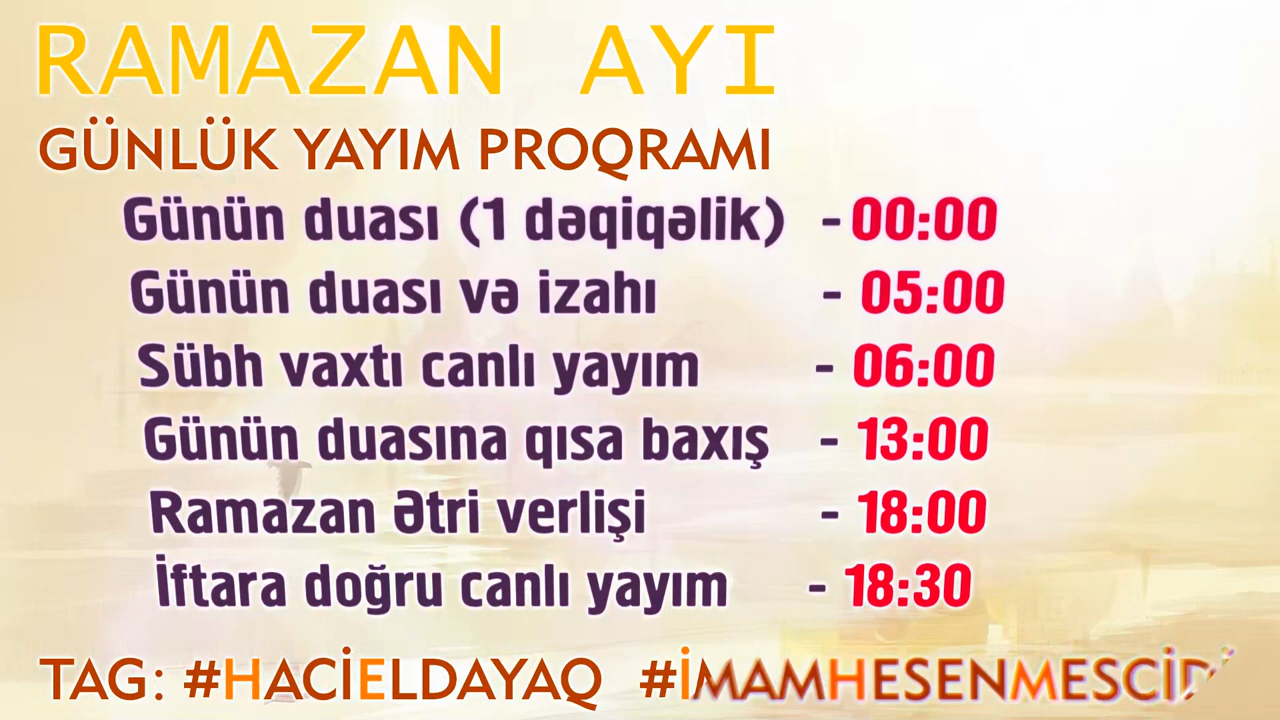 RAMAZAN AYI
GÜNLÜK YAYIM PROQRAMI
Günün duası (1 dəqiqəlik) - 00:00
Günün duası və izahı - 05:00
Sübh vaxtı canlı yayım - 06:00
Günün duasına qısa baxış - 13:00
Ramazan Ətri verlişi - 18:00
İftara doğru canlı yayım - 18:30
TAG: #HACİELDAYAQ #İMAMHESENMESCİDİ